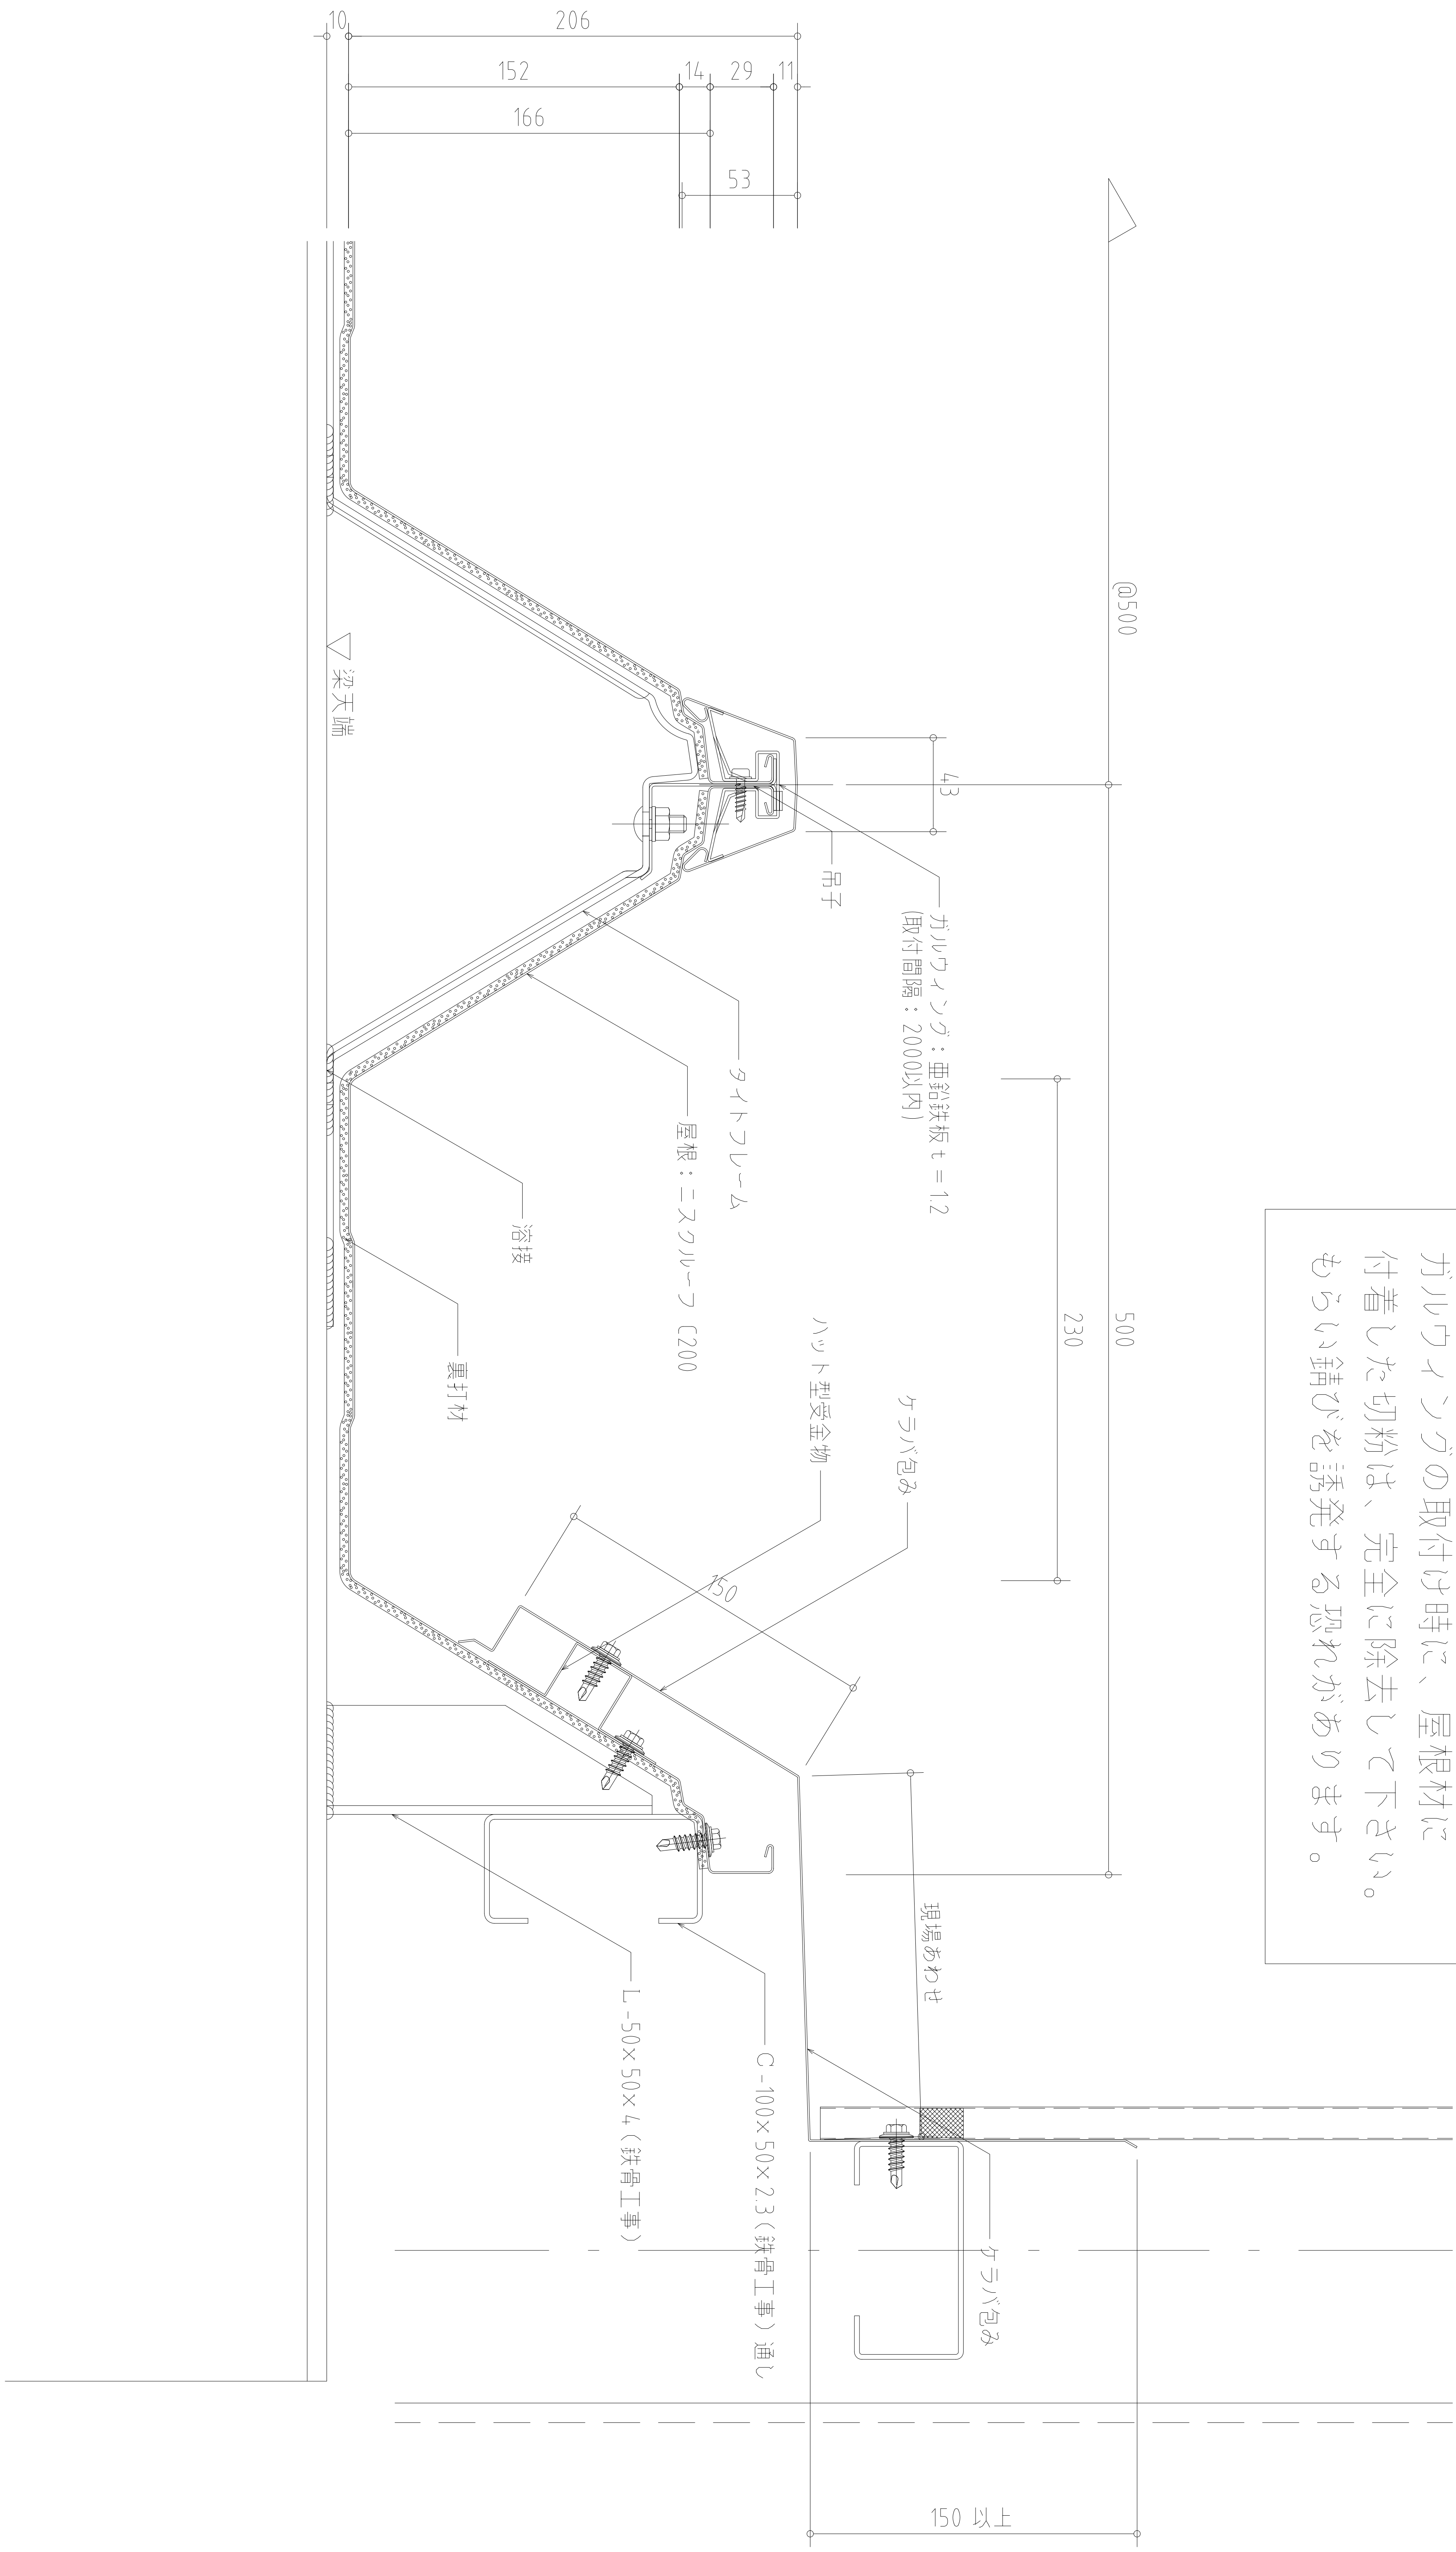 ガルウィングの取付け時に、屋根材に
付着した切粉は、完全に除去して下さい。
もらい錆びを誘発する恐れがあります。
@500
500
230
43
10
206
152
14
29
11
166
53
梁天端
吊子
ガルウィング：亜鉛鉄板ｔ＝1.2
(取付間隔：2000以内)
タイトフレーム
屋根：ニスクルーフ C200
溶接
裏打材
ハット型受金物
ケラバ包み
150
現場あわせ
L-50×50×4(鉄骨工事)
C-100×50×2.3(鉄骨工事)通し
ケラバ包み
150 以上